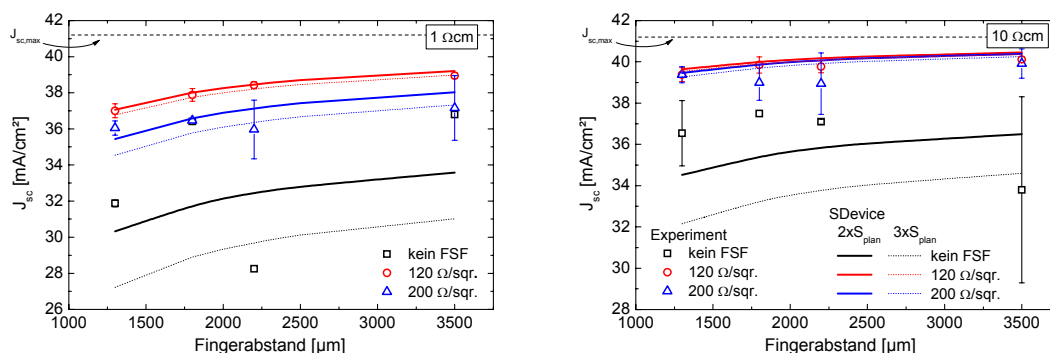 J_sc,max
1 Ωcm
42
40
38
36
34
32
30
28
26
J_sc [mA/cm²]
kein FSF
120 Ω/sqr.
200 Ω/sqr.
1000 1500 2000 2500 3000 3500
Fingerabstand [µm]
J_sc,max
10 Ωcm
42
40
38
36
34
32
30
28
J_sc [mA/cm²]
Experiment
kein FSF
120 Ω/sqr.
200 Ω/sqr.
SDevice
2xS_plan 3xS_plan
kein FSF
120 Ω/sqr.
200 Ω/sqr.
1000 1500 2000 2500 3000 3500
Fingerabstand [µm]